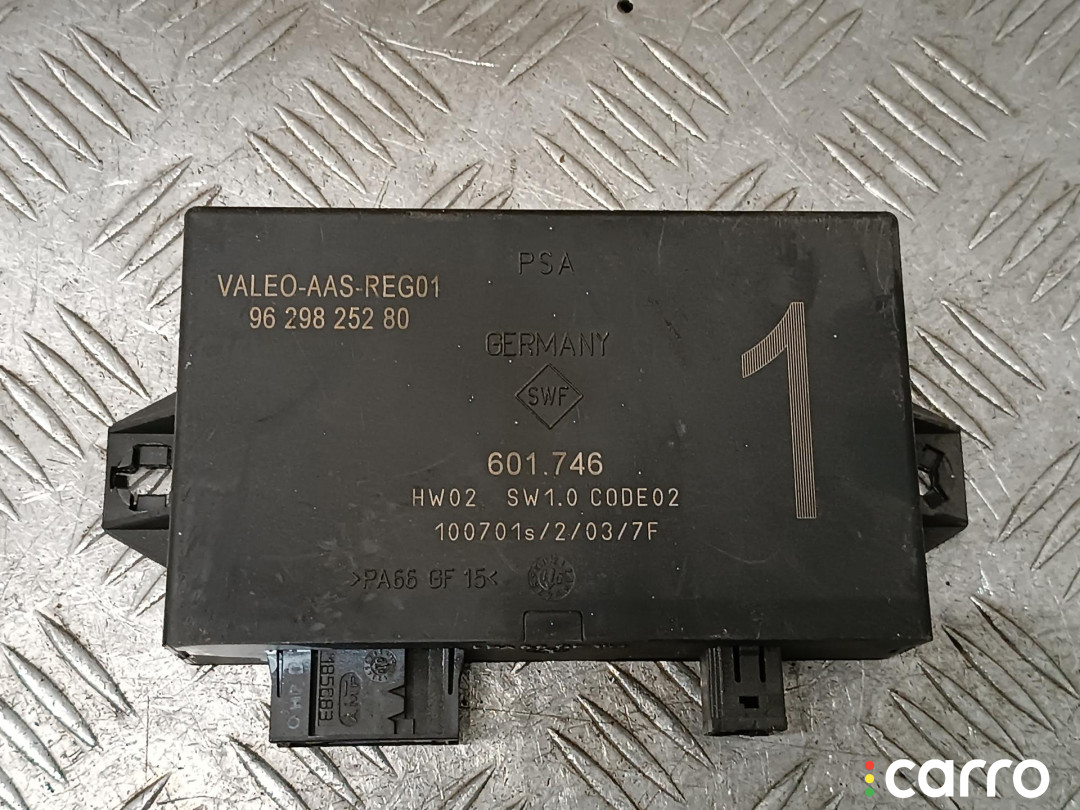 PSA
VALEO-AAS-REG01
96 298 252 80
GERMANY
SWF
1
601.746
HW02 SW1.0 CODE02
100701s/2/03/7F
>PA66 GF 15<
185883
carro